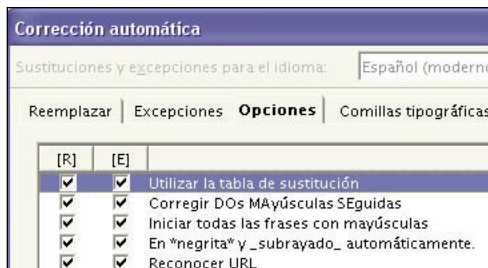 Corrección automática
Sustituciones y excepciones para el idioma: Español (moderno
Reemplazar Excepciones Opciones Comillas tipográficas
[R] [E]
Utilizar la tabla de sustitución
Corregir DOs MAyúsculas SEguidas
Iniciar todas las frases con mayúsculas
En *negrita* y _subrayado_ automáticamente.
Reconocer URL